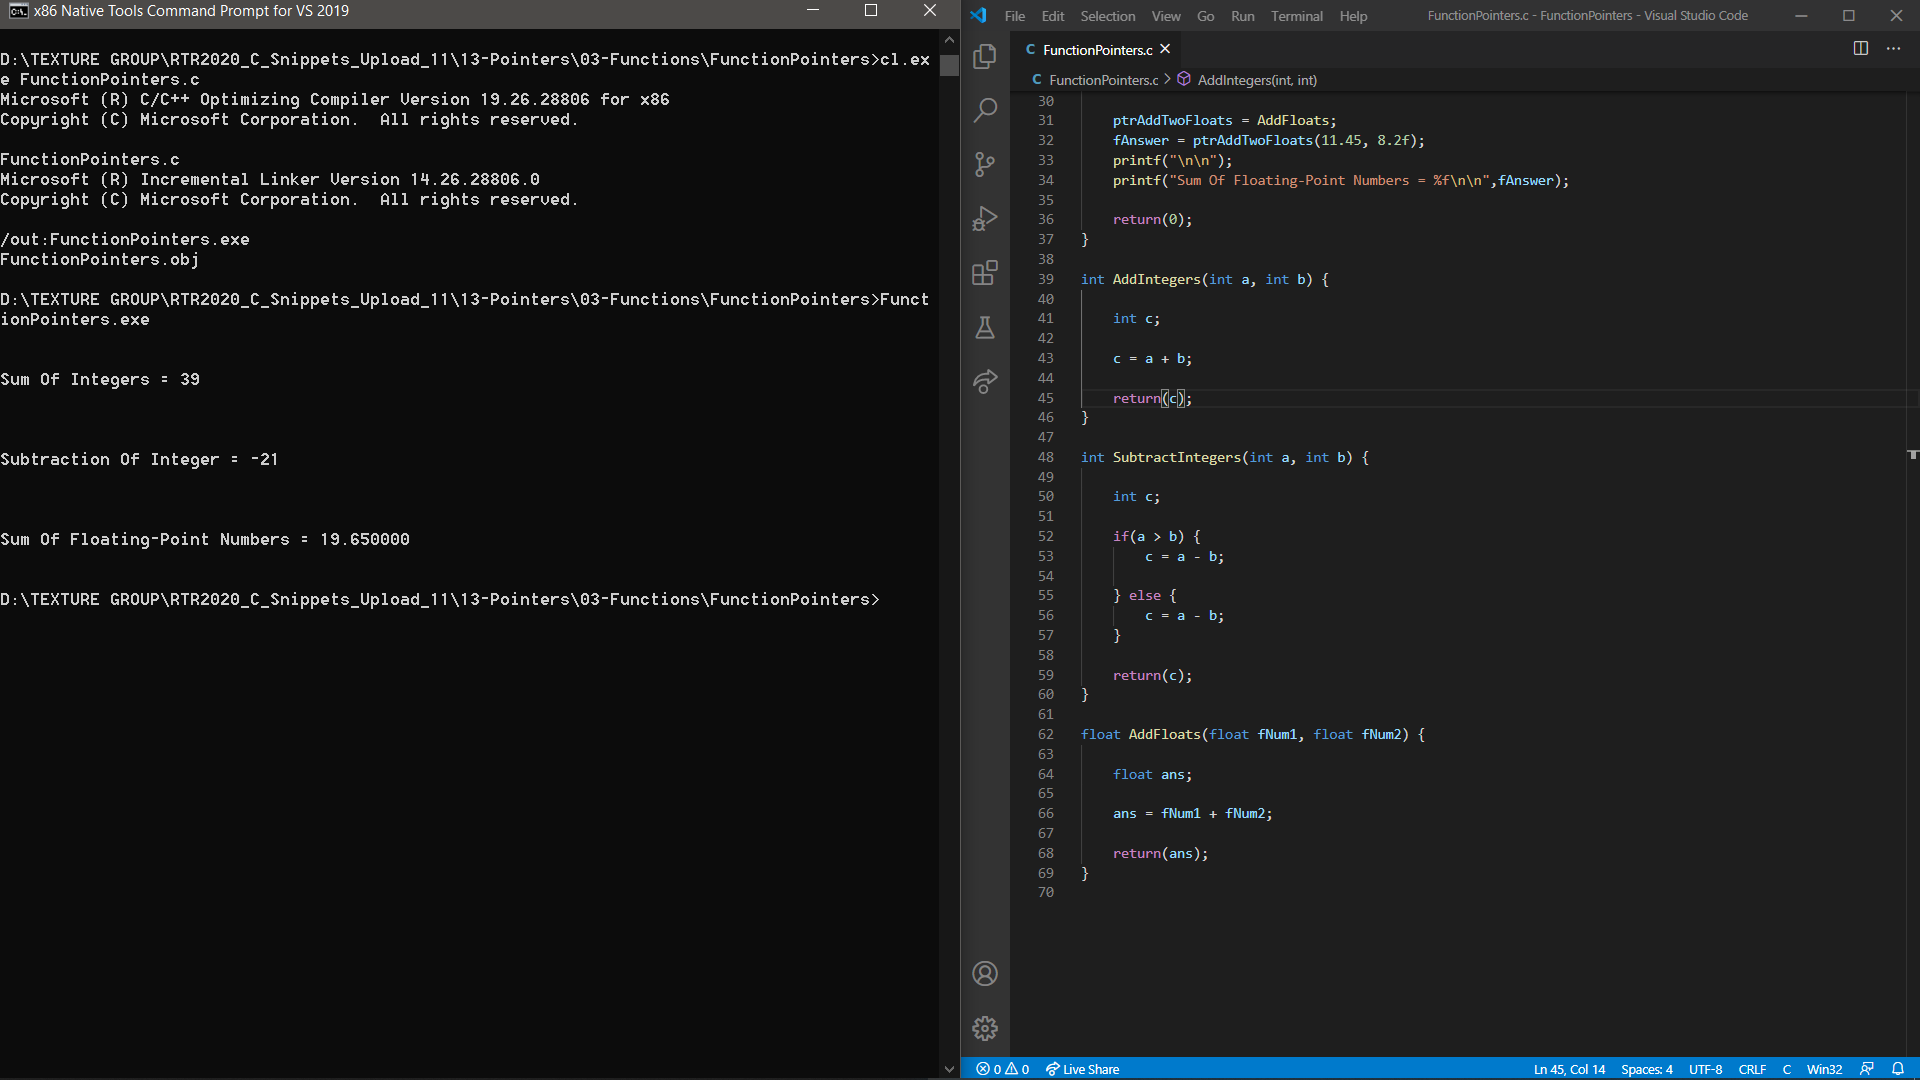 x86 Native Tools Command Prompt for VS 2019
D:\TEXTURE GROUP\RTR2020_C_Snippets_Upload_11\13-Pointers\03-Functions\FunctionPointers>cl.ex
e FunctionPointers.c
Microsoft (R) C/C++ Optimizing Compiler Version 19.26.28806 for x86
Copyright (C) Microsoft Corporation.  All rights reserved.
FunctionPointers.c
Microsoft (R) Incremental Linker Version 14.26.28806.0
Copyright (C) Microsoft Corporation.  All rights reserved.
/out:FunctionPointers.exe
FunctionPointers.obj
D:\TEXTURE GROUP\RTR2020_C_Snippets_Upload_11\13-Pointers\03-Functions\FunctionPointers>Funct
ionPointers.exe
Sum Of Integers = 39
Subtraction Of Integer = -21
Sum Of Floating-Point Numbers = 19.650000
D:\TEXTURE GROUP\RTR2020_C_Snippets_Upload_11\13-Pointers\03-Functions\FunctionPointers>
File Edit Selection View Go Run Terminal Help FunctionPointers.c - FunctionPointers - Visual Studio Code
C FunctionPointers.c
C FunctionPointers.c > AddIntegers(int, int)
30
31 ptrAddTwoFloats = AddFloats;
32 fAnswer = ptrAddTwoFloats(11.45, 8.2f);
33 printf("\n\n");
34 printf("Sum Of Floating-Point Numbers = %f\n\n",fAnswer);
35
36 return(0);
37 }
38
39 int AddIntegers(int a, int b) {
40
41 int c;
42
43 c = a + b;
44
45 return(c);
46 }
47
48 int SubtractIntegers(int a, int b) {
49
50 int c;
51
52 if(a > b) {
53 c = a - b;
54
55 } else {
56 c = a - b;
57 }
58
59 return(c);
60 }
61
62 float AddFloats(float fNum1, float fNum2) {
63
64 float ans;
65
66 ans = fNum1 + fNum2;
67
68 return(ans);
69 }
70
0 0 Live Share Ln 45, Col 14 Spaces: 4 UTF-8 CRLF C Win32